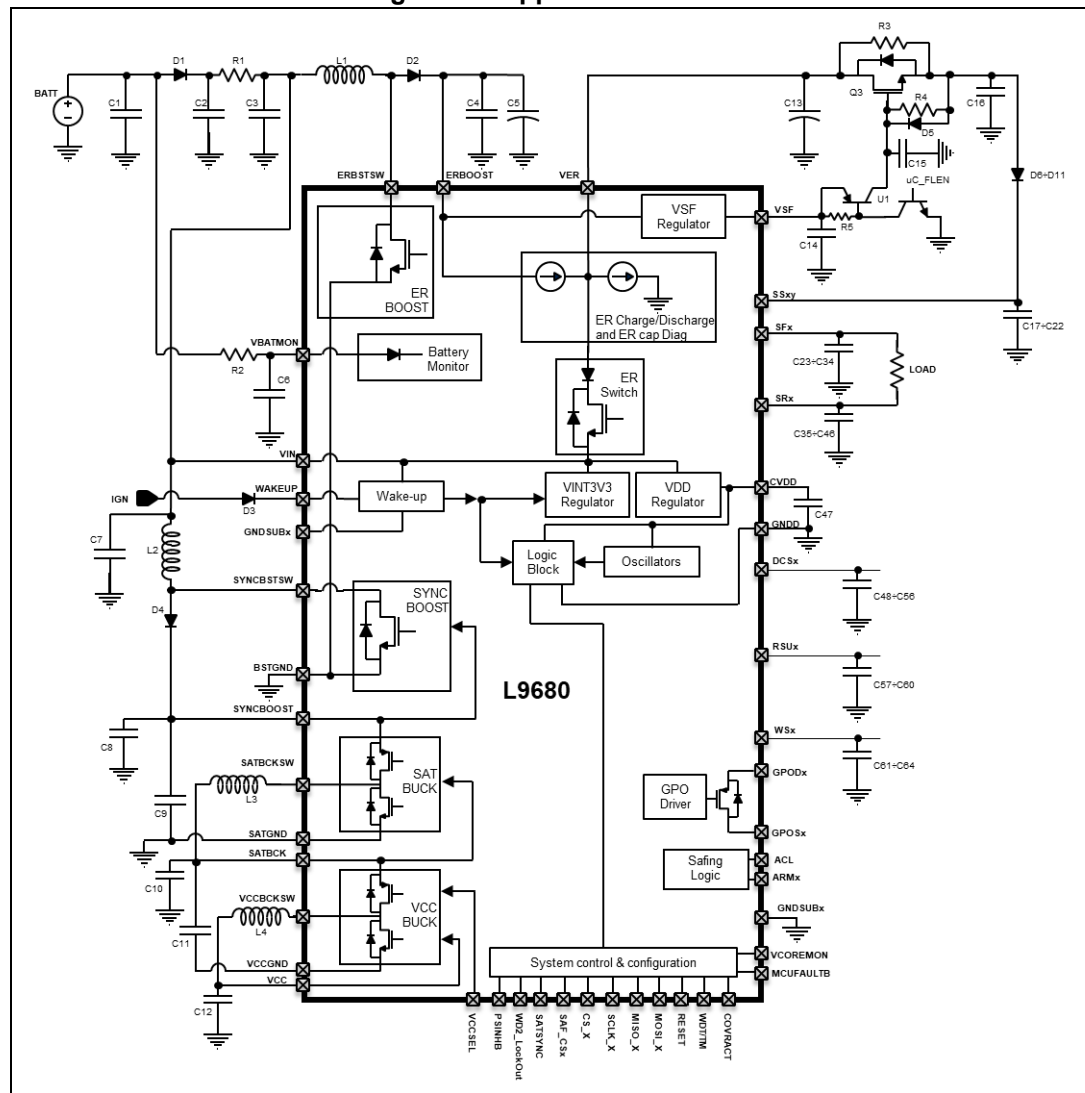 R3
D1
R1
L1
D2
BATT
C1
C2
C3
C4
C5
C13
Q3
R4
D5
C16
C15
uC_FLEN
D6÷D11
U1
R5
C14
ERBSTSW
ERBOOST
VER
VSF
Regulator
VSF
ER
BOOST
ER Charge/Discharge
and ER cap Diag
SSxy
C17÷C22
SFx
C23÷C34
LOAD
SRx
C35÷C46
VBATMON
R2
C6
Battery
Monitor
ER
Switch
VIN
IGN
WAKEUP
D3
Wake-up
VINT3V3
Regulator
VDD
Regulator
CVDD
C47
GNDD
GNDSUBx
C7
L2
Logic
Block
Oscillators
DCSx
C48÷C56
SYNCBSTSW
D4
SYNC
BOOST
RSUx
C57÷C60
BSTGND
L9680
SYNCBOOST
C8
WSx
C61÷C64
SATBCKSW
L3
SAT
BUCK
GPO
Driver
GPODx
GPOSx
C9
SATGND
SATBCK
C10
Safing
Logic
ACL
ARMx
VCCBCKSW
L4
VCC
BUCK
C11
GNDSUBx
VCCGND
VCC
C12
System control & configuration
VCOREMON
MCUFAULTB
VCCSEL
PSINHB
WD2_LockOut
SATSYNC
SAF_CSx
CS_X
SCLK_X
MISO_X
MOSI_X
RESET
WDT/TM
COVRACT